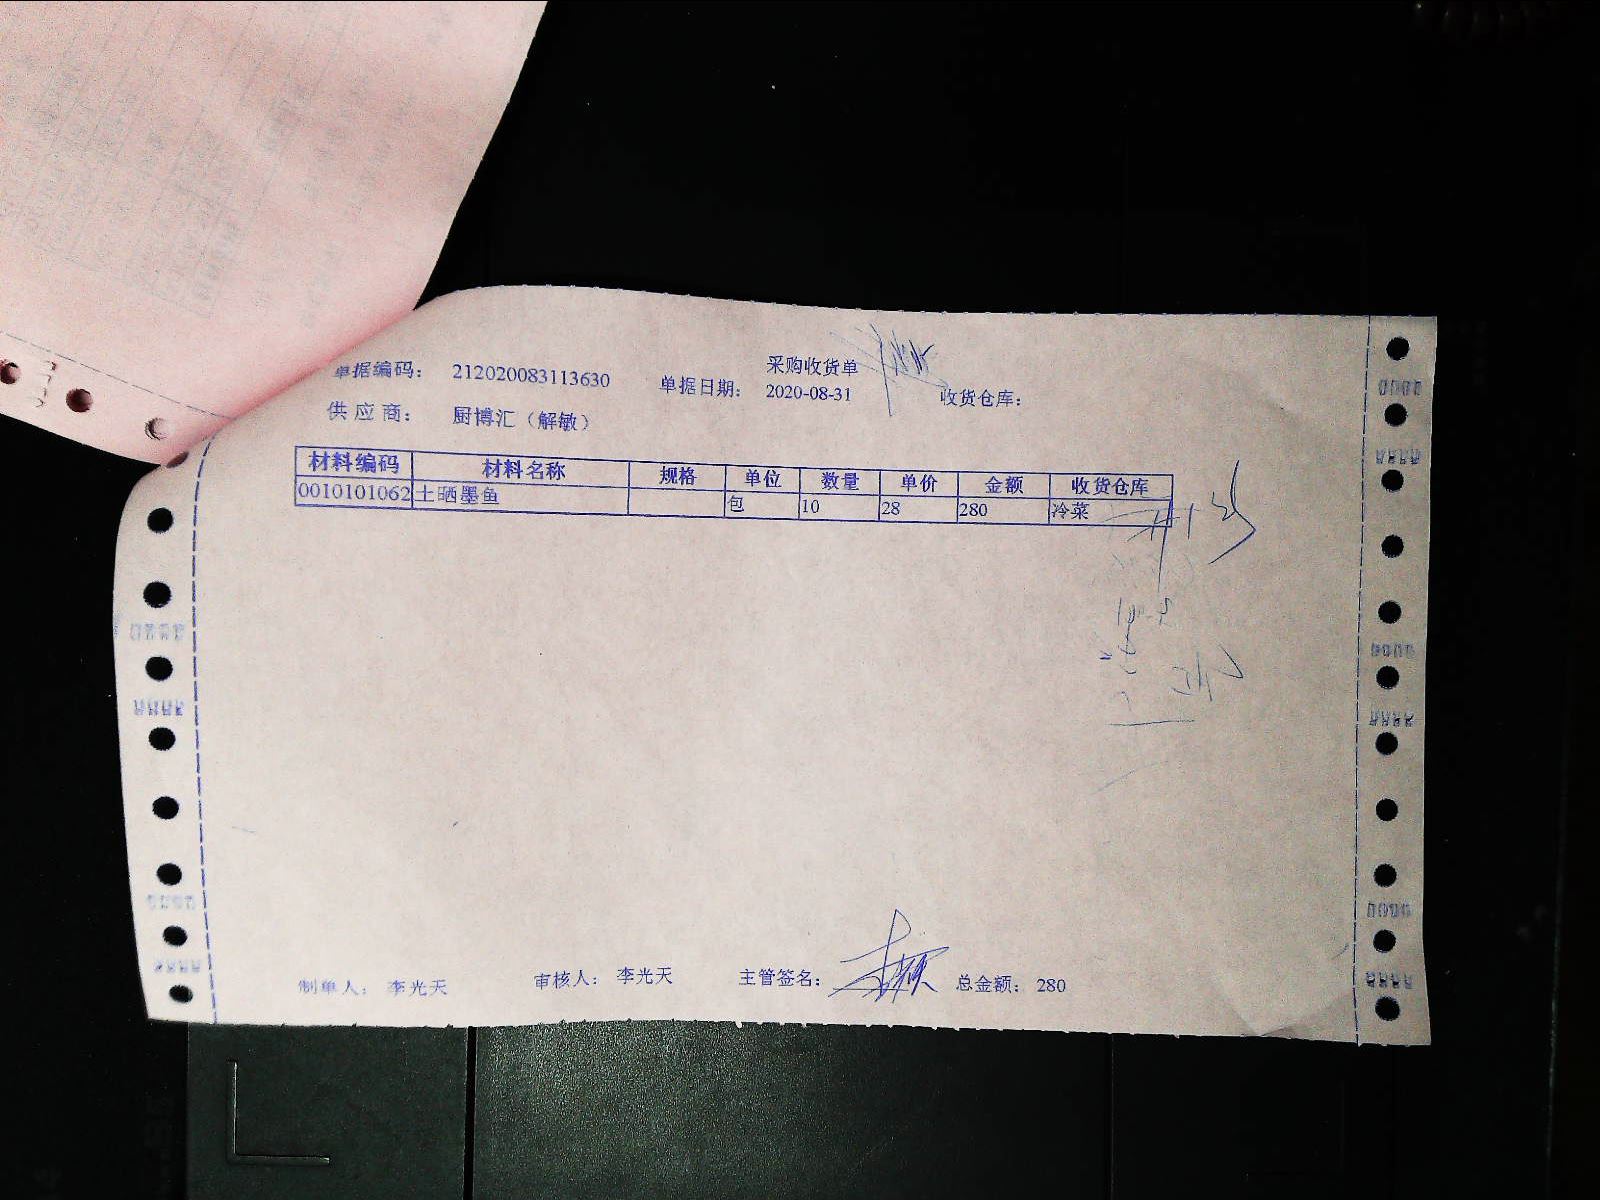 采购收货单
单据编码： 212020083113630 单据日期： 2020-08-31 收货仓库：
供应商： 厨博汇（解敏）
材料编码 材料名称 规格 单位 数量 单价 金额 收货仓库
0010101062 土晒墨鱼 包 10 28 280 冷菜
制单人： 李光天 审核人： 李光天 主管签名： 总金额： 280